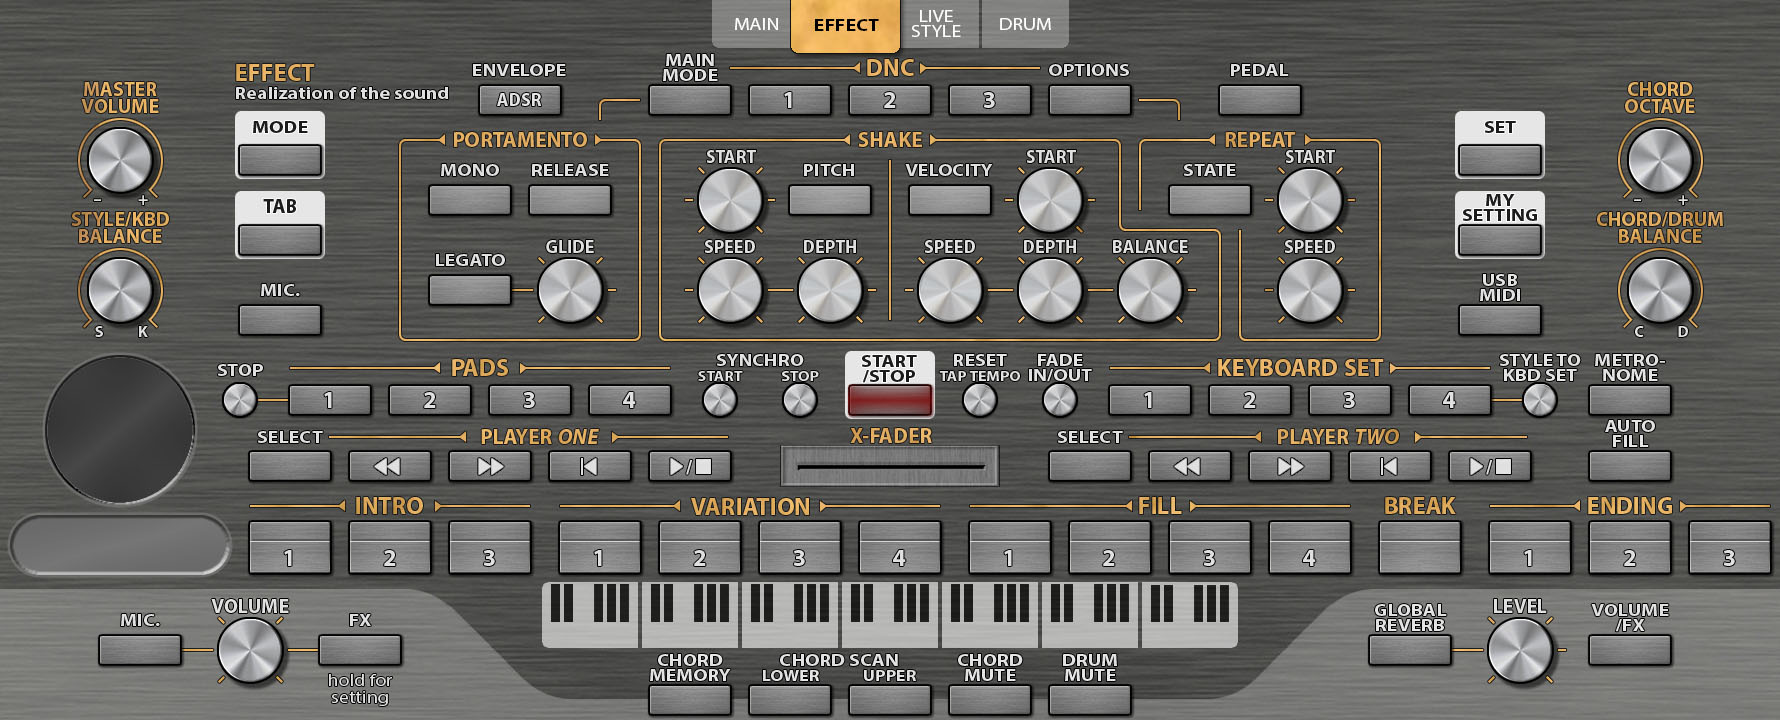 MAIN
EFFECT
LIVE
STYLE
DRUM
MASTER
VOLUME
- +
STYLE/KBD
BALANCE
S K
EFFECT
Realization of the sound
MODE
TAB
MIC.
ENVELOPE
ADSR
MAIN
MODE
DNC
1 2 3
OPTIONS
PEDAL
PORTAMENTO
MONO RELEASE
LEGATO
GLIDE
SHAKE
START
PITCH
VELOCITY
START
SPEED DEPTH SPEED DEPTH BALANCE
REPEAT
STATE
START
SPEED
SET
MY
SETTING
USB
MIDI
CHORD
OCTAVE
- +
CHORD/DRUM
BALANCE
C D
STOP
PADS
1 2 3 4
SYNCHRO
START STOP
START
/STOP
RESET
TAP TEMPO
FADE
IN/OUT
KEYBOARD SET
1 2 3 4
STYLE TO
KBD SET
METRO-
NOME
SELECT
PLAYER ONE
/
X-FADER
SELECT
PLAYER TWO
/
AUTO
FILL
INTRO
1 2 3
VARIATION
1 2 3 4
FILL
1 2 3 4
BREAK
ENDING
1 2 3
MIC.
VOLUME
FX
hold for
setting
CHORD
MEMORY
CHORD SCAN
LOWER UPPER
CHORD
MUTE
DRUM
MUTE
GLOBAL
REVERB
LEVEL
VOLUME
/FX